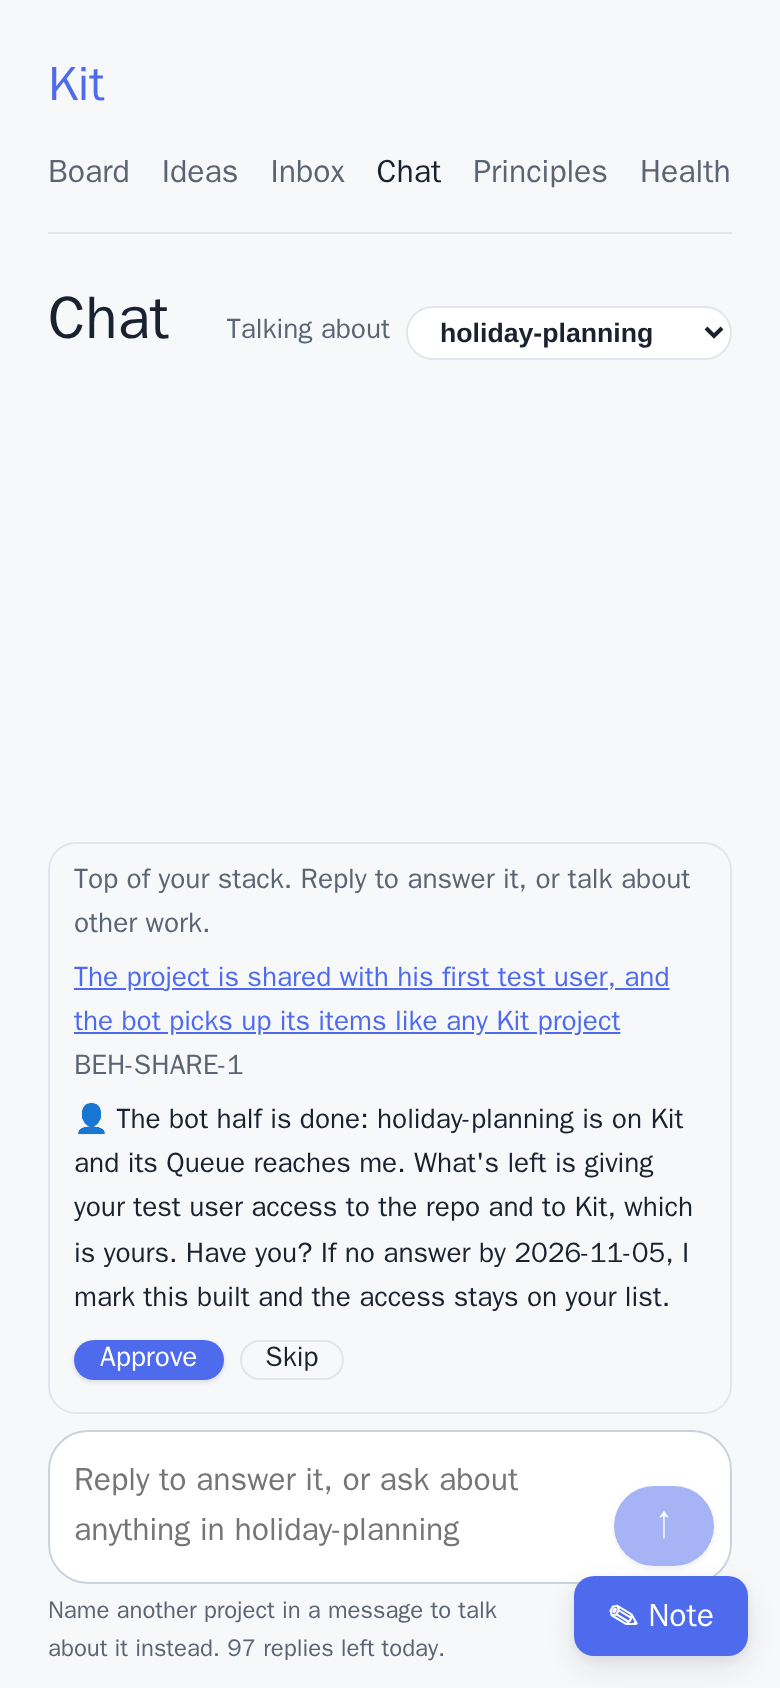 Kit
Board Ideas Inbox Chat Principles Health
Chat Talking about holiday-planning
Top of your stack. Reply to answer it, or talk about
other work.
The project is shared with his first test user, and
the bot picks up its items like any Kit project
BEH-SHARE-1
👤 The bot half is done: holiday-planning is on Kit
and its Queue reaches me. What's left is giving
your test user access to the repo and to Kit, which
is yours. Have you? If no answer by 2026-11-05, I
mark this built and the access stays on your list.
Approve Skip
Reply to answer it, or ask about
anything in holiday-planning
↑
Name another project in a message to talk
about it instead. 97 replies left today.
✎ Note